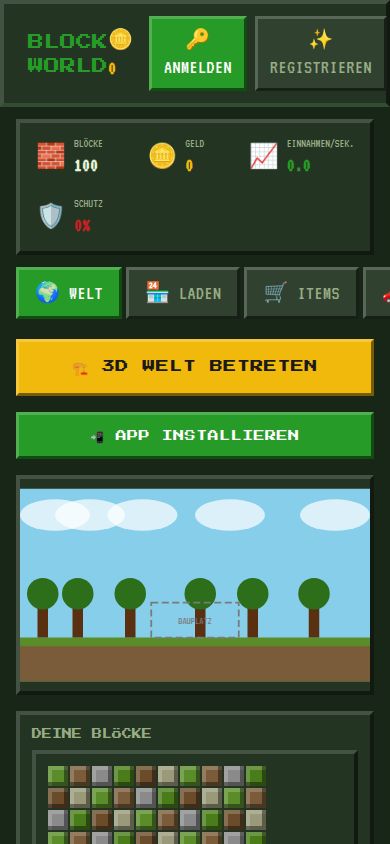 BLOCK
WORLD 0
ANMELDEN
REGISTRIEREN
BLÖCKE
100
GELD
0
EINNAHMEN/SEK.
0.0
SCHUTZ
0%
WELT
LADEN
ITEMS
3D WELT BETRETEN
APP INSTALLIEREN
BAUPLATZ
DEINE BLöCKE